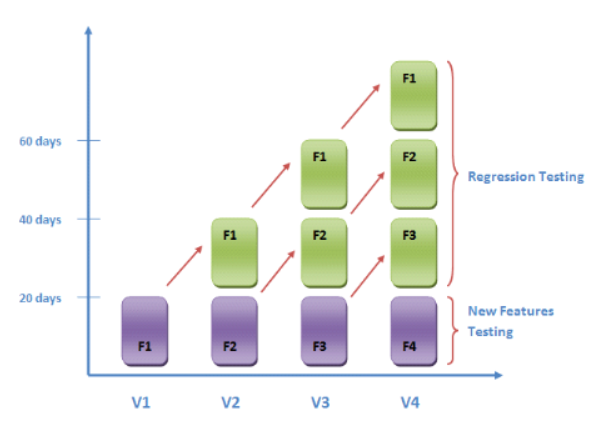 F1
60 days
F1
F2
Regression Testing
40 days
F1
F2
F3
20 days
New Features
Testing
F1
F2
F3
F4
V1
V2
V3
V4